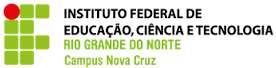 INSTITUTO FEDERAL DE
EDUCAÇÃO, CIÊNCIA E TECNOLOGIA
RIO GRANDE DO NORTE
Campus Nova Cruz